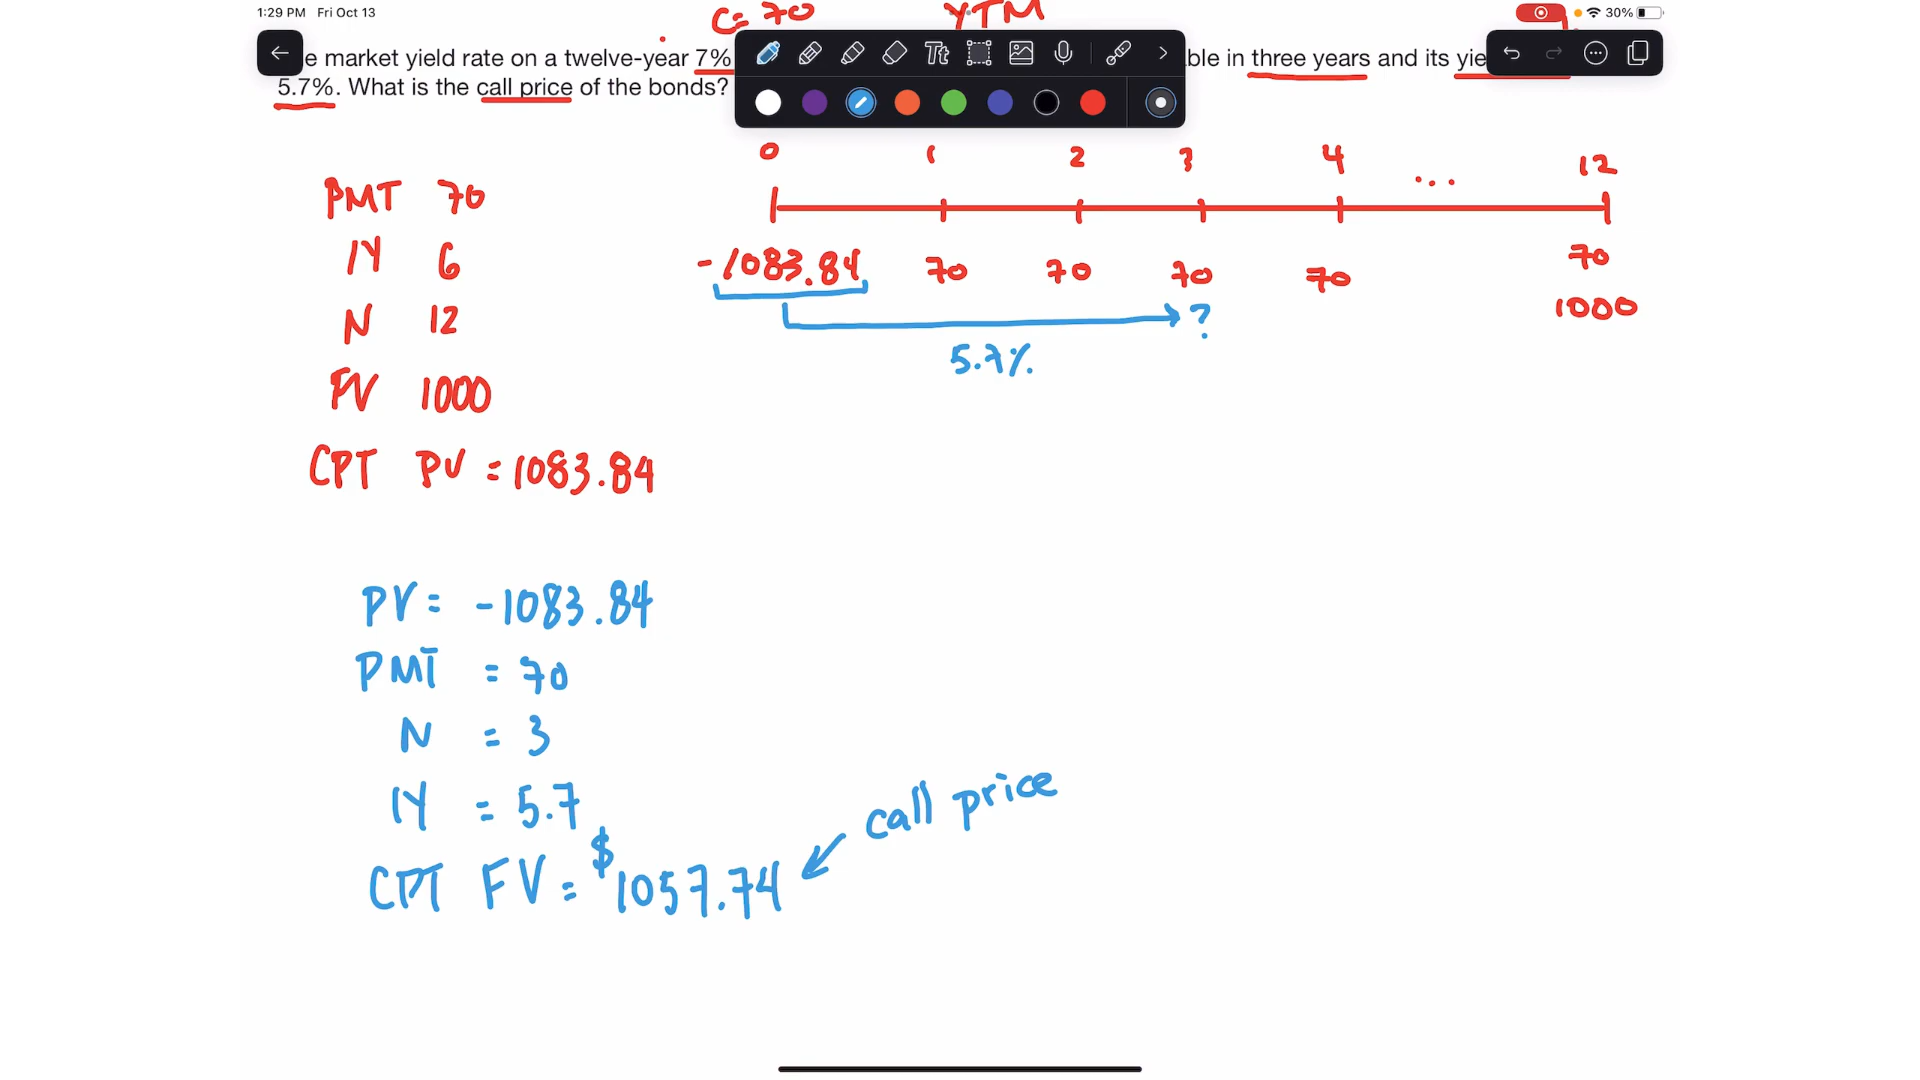 1:29 PM Fri Oct 13
30%
C= 70 YTM
e market yield rate on a twelve-year 7% ble in three years and its yie
5.7%. What is the call price of the bonds?
Tt
0 1 2 3 4 ... 12
PMT 70
IY 6
N 12
FV 1000
CPT PV = 1083.84
-1083.84 70 70 70 70 70
1000
?
5.7%
PV = -1083.84
PMT = 70
N = 3
IY = 5.7
CPT FV = $1057.74
call price